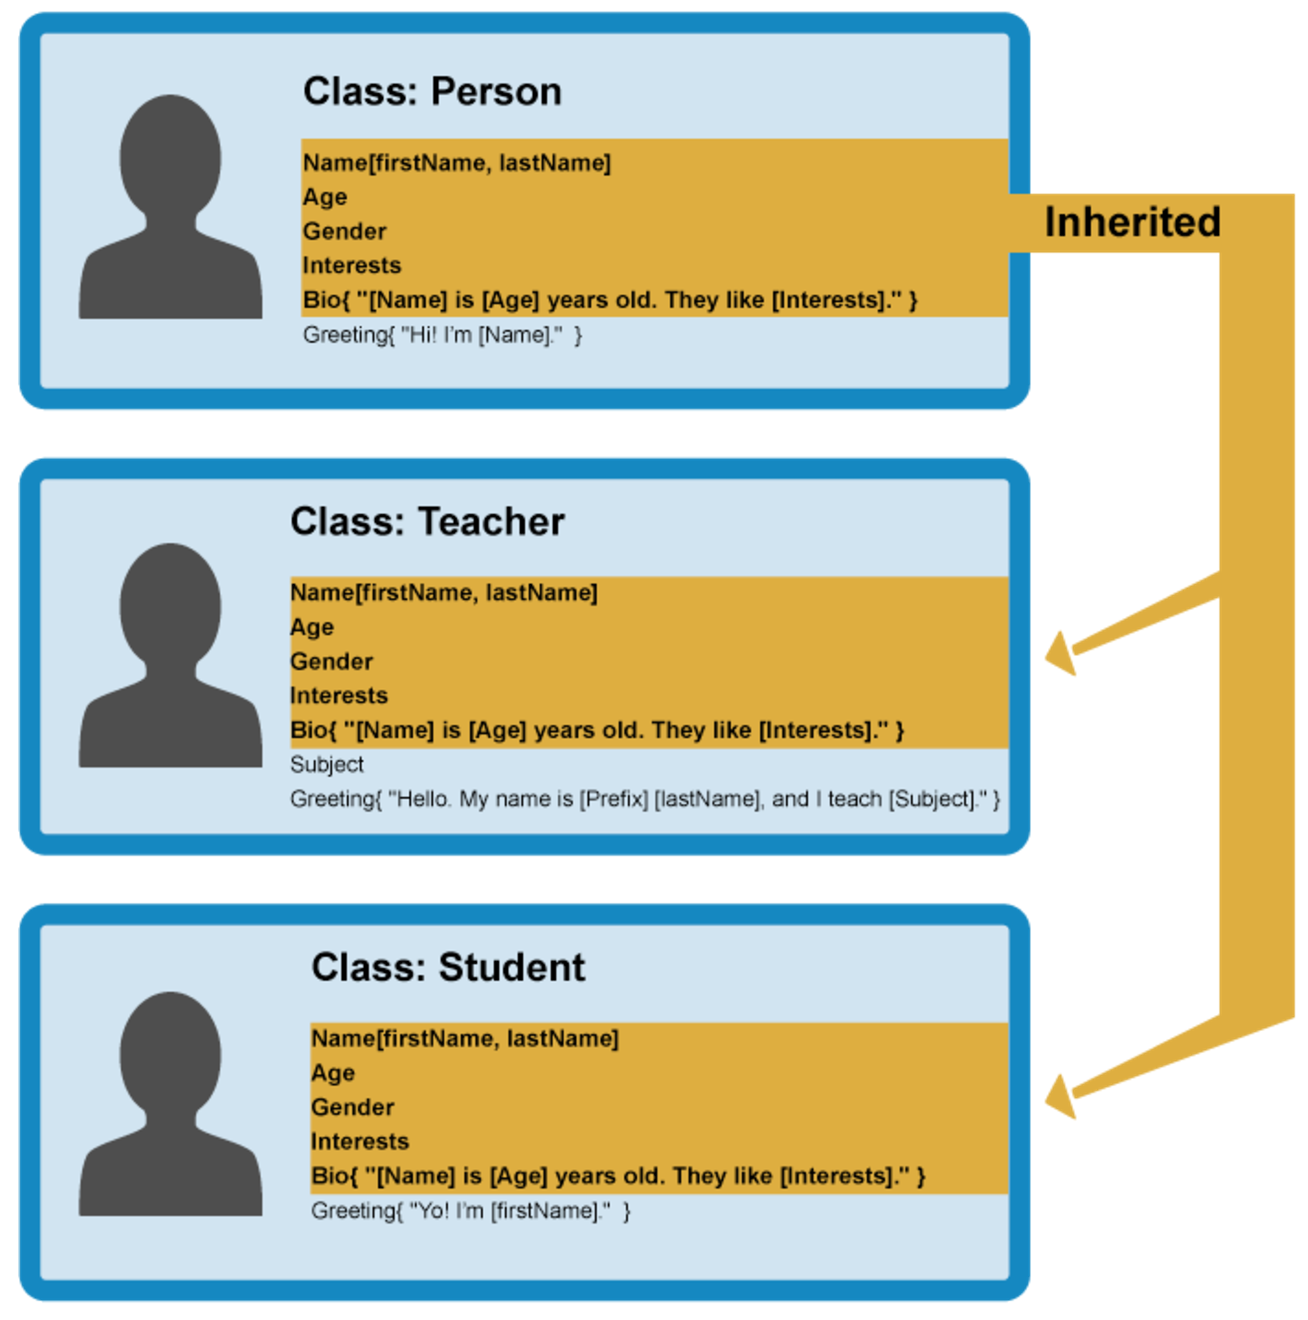 Class: Person
Name[firstName, lastName]
Age
Gender
Interests
Bio{ "[Name] is [Age] years old. They like [Interests]." }
Greeting{ "Hi! I'm [Name]."  }
Inherited
Class: Teacher
Name[firstName, lastName]
Age
Gender
Interests
Bio{ "[Name] is [Age] years old. They like [Interests]." }
Subject
Greeting{ "Hello. My name is [Prefix] [lastName], and I teach [Subject]." }
Class: Student
Name[firstName, lastName]
Age
Gender
Interests
Bio{ "[Name] is [Age] years old. They like [Interests]." }
Greeting{ "Yo! I'm [firstName]."  }